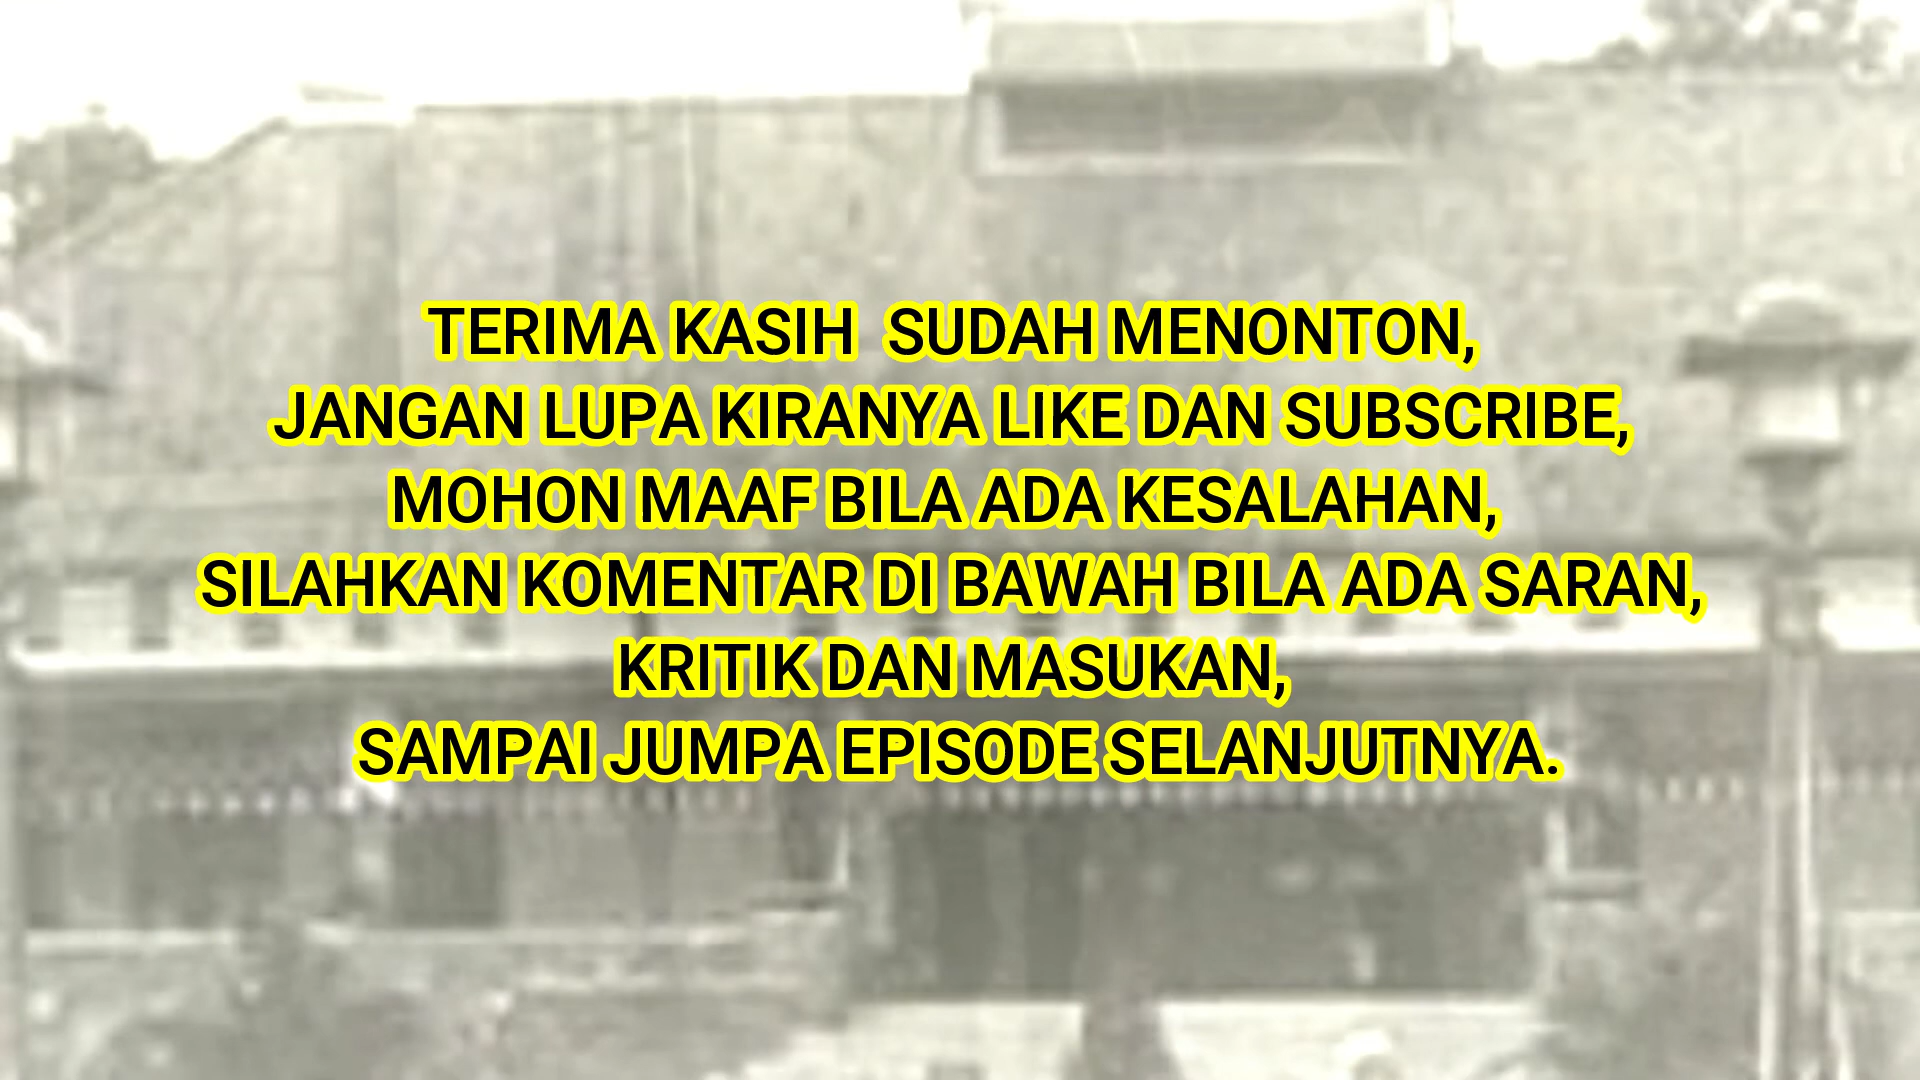 TERIMA KASIH  SUDAH MENONTON,
JANGAN LUPA KIRANYA LIKE DAN SUBSCRIBE,
MOHON MAAF BILA ADA KESALAHAN,
SILAHKAN KOMENTAR DI BAWAH BILA ADA SARAN,
KRITIK DAN MASUKAN,
SAMPAI JUMPA EPISODE SELANJUTNYA.